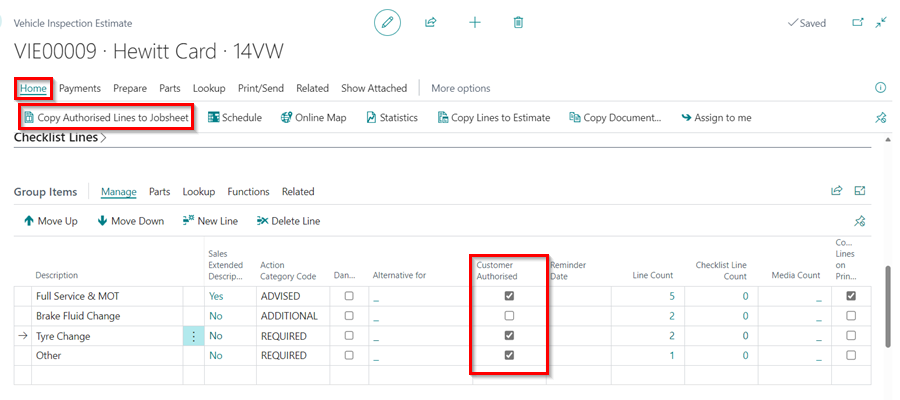 Vehicle Inspection Estimate
Saved
VIE00009 · Hewitt Card · 14VW
Home Payments Prepare Parts Lookup Print/Send Related Show Attached More options
Copy Authorised Lines to Jobsheet Schedule Online Map Statistics Copy Lines to Estimate Copy Document... Assign to me
Checklist Lines
Group Items Manage Parts Lookup Functions Related
Move Up Move Down New Line Delete Line
Description Sales Extended Descrip... Action Category Code Dan... Alternative for Customer Authorised Reminder Date Line Count Checklist Line Count Media Count Co... Lines on Prin...
Full Service & MOT Yes ADVISED _ 5 0 _
Brake Fluid Change No ADDITIONAL _ 2 0 _
Tyre Change No REQUIRED _ 2 0 _
Other No REQUIRED _ 1 0 _